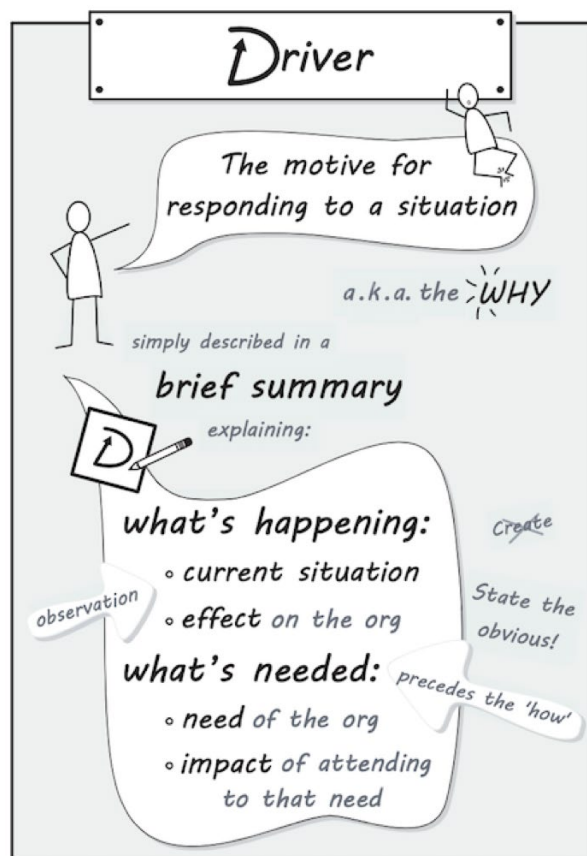 Driver
The motive for
responding to a situation
a.k.a. the WHY
simply described in a
brief summary
explaining:
D
what's happening:
◦ current situation
◦ effect on the org
observation
what's needed:
◦ need of the org
◦ impact of attending
to that need
Create
State the
obvious!
precedes the 'how'